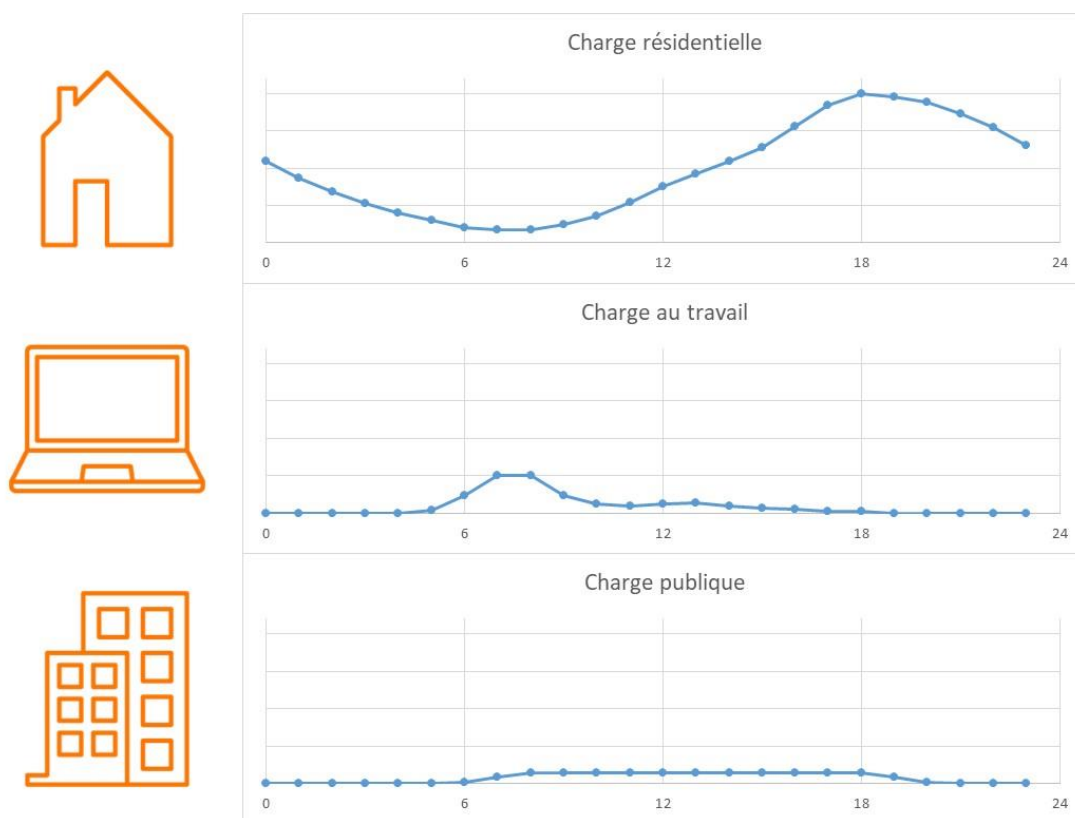 Charge résidentielle
0 6 12 18 24
Charge au travail
0 6 12 18 24
Charge publique
0 6 12 18 24